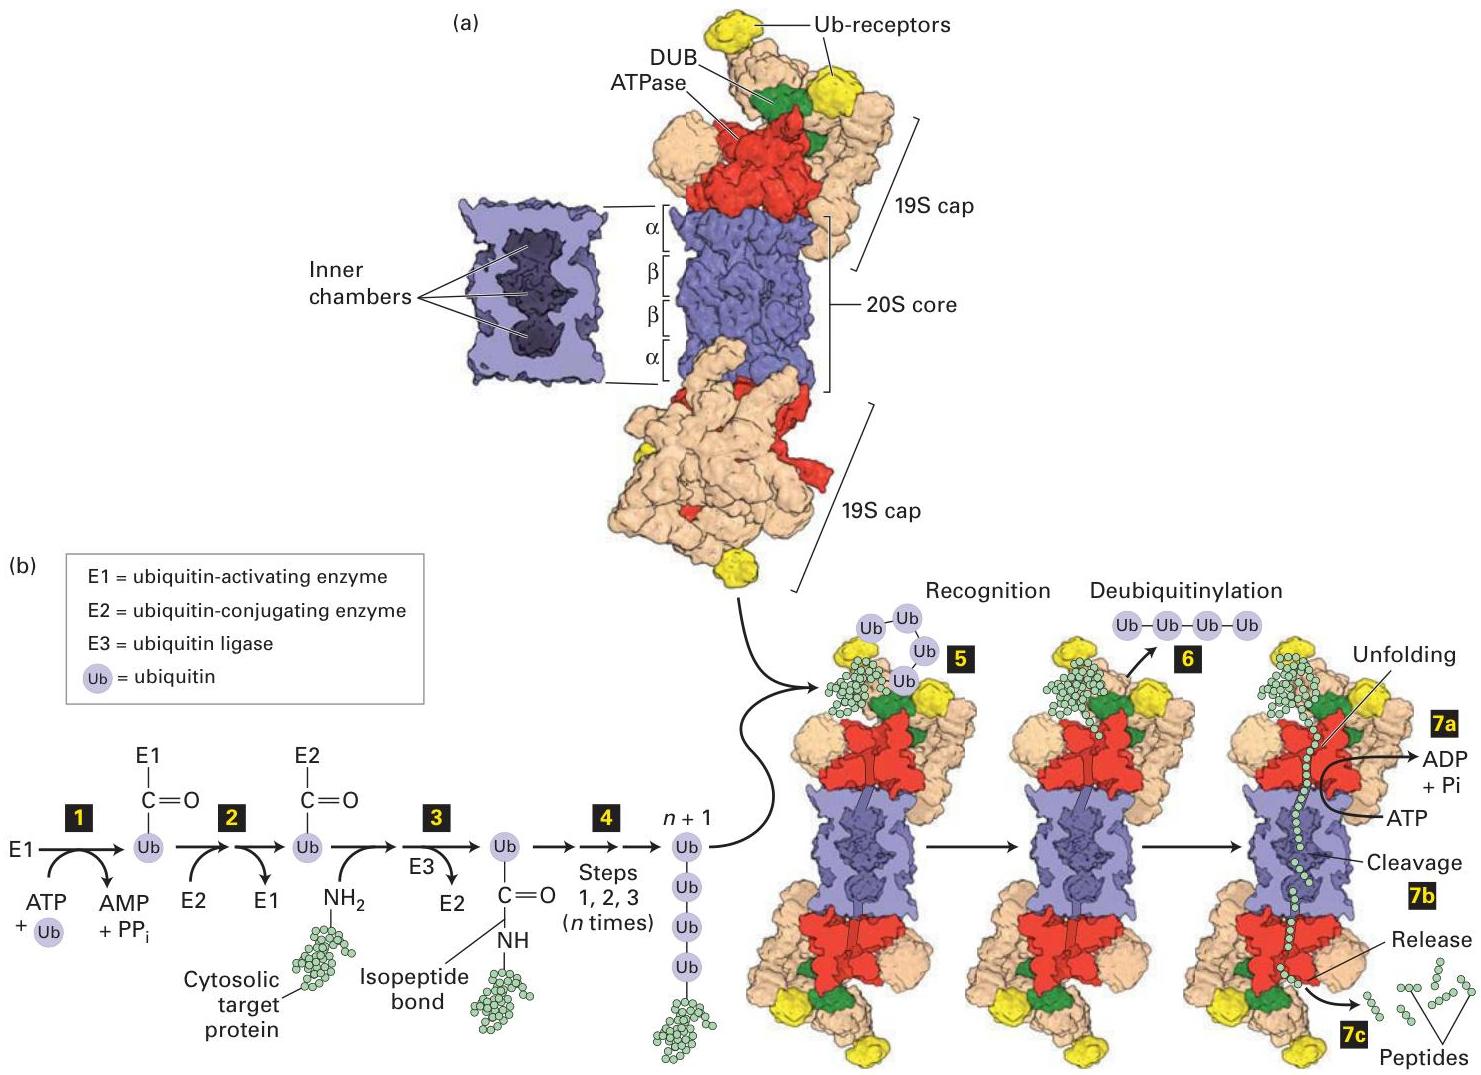 (a)
Ub-receptors
DUB
ATPase
19S cap
α
β
β
α
20S core
Inner
chambers
19S cap
(b)
E1 = ubiquitin-activating enzyme
E2 = ubiquitin-conjugating enzyme
E3 = ubiquitin ligase
Ub = ubiquitin
Recognition
Ub
Ub
Ub
Ub
5
Deubiquitinylation
Ub Ub Ub Ub
6
Unfolding
7a
ADP
+ Pi
ATP
Cleavage
7b
Release
7c
Peptides
E1
1
ATP
+ Ub
AMP
+ PPi
E1
C=O
Ub
2
E2
E1
E2
C=O
Ub
3
NH2
E3
E2
Cytosolic
target
protein
Ub
C=O
NH
Isopeptide
bond
4
Steps
1, 2, 3
(n times)
n + 1
Ub
Ub
Ub
Ub